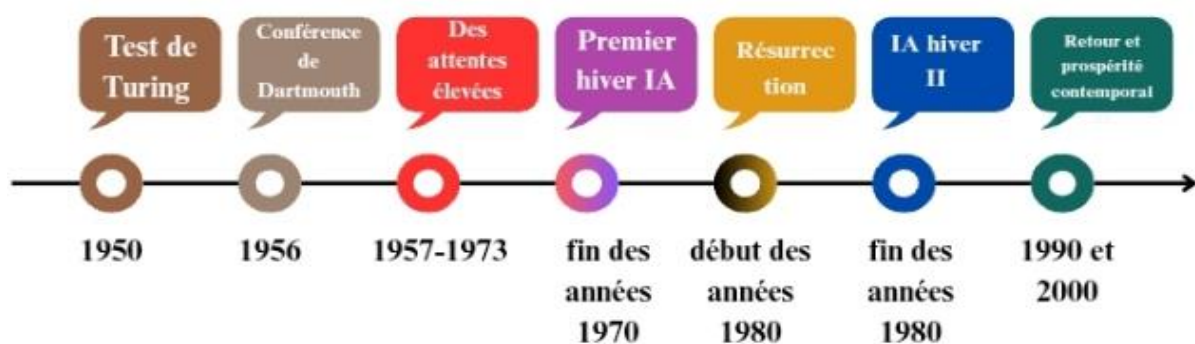 Test de
Turing
Conférence
de
Dartmouth
Des
attentes
élevées
Premier
hiver IA
Résurrec
tion
IA hiver
II
Retour et
prospérité
contemporal
1950
1956
1957-1973
fin des
années
1970
début des
années
1980
fin des
années
1980
1990 et
2000